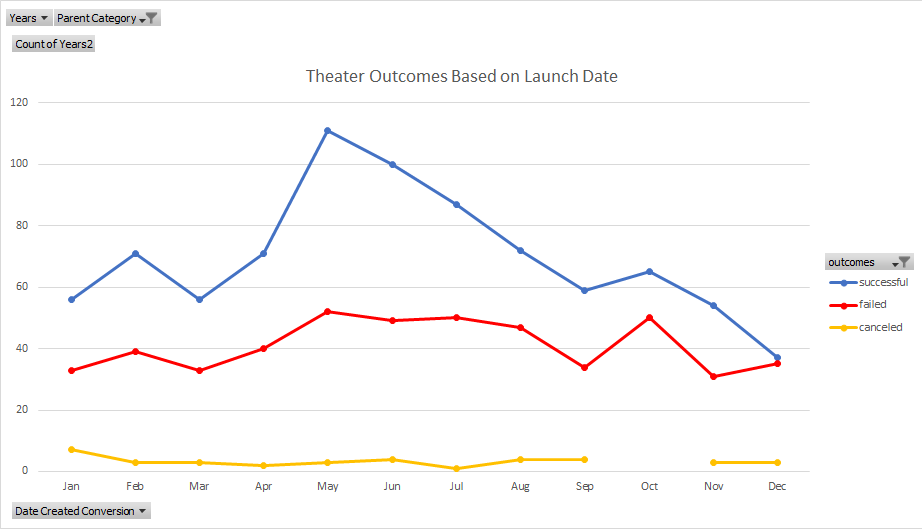 Years Parent Category
Count of Years2
Theater Outcomes Based on Launch Date
120
100
80
60
40
20
0
Jan Feb Mar Apr May Jun Jul Aug Sep Oct Nov Dec
outcomes
successful
failed
canceled
Date Created Conversion